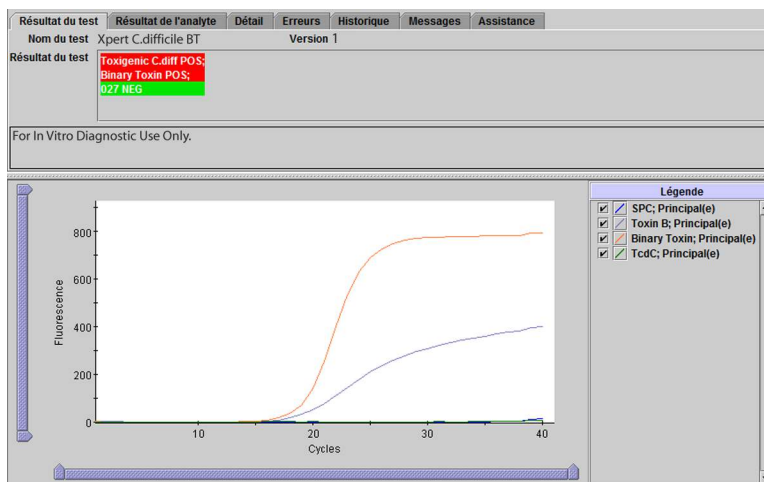 Résultat du test Résultat de l'analyte Détail Erreurs Historique Messages Assistance
Nom du test Xpert C.difficile BT Version 1
Résultat du test
Toxigenic C.diff POS;
Binary Toxin POS;
027 NEG
For In Vitro Diagnostic Use Only.
Légende
SPC; Principal(e)
Toxin B; Principal(e)
Binary Toxin; Principal(e)
TcdC; Principal(e)
Fluorescence
800
600
400
200
0
10 20 30 40
Cycles